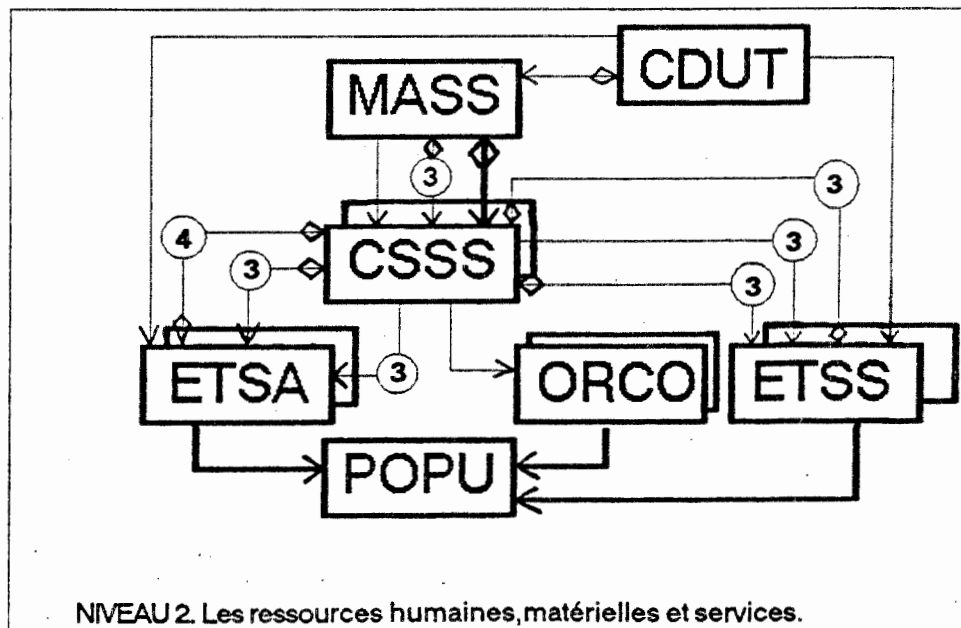 CDUT
MASS
3
3
4
CSSS
3
3
3
ETSA
3
ORCO
ETSS
POPU
NIVEAU 2. Les ressources humaines, matérielles et services.